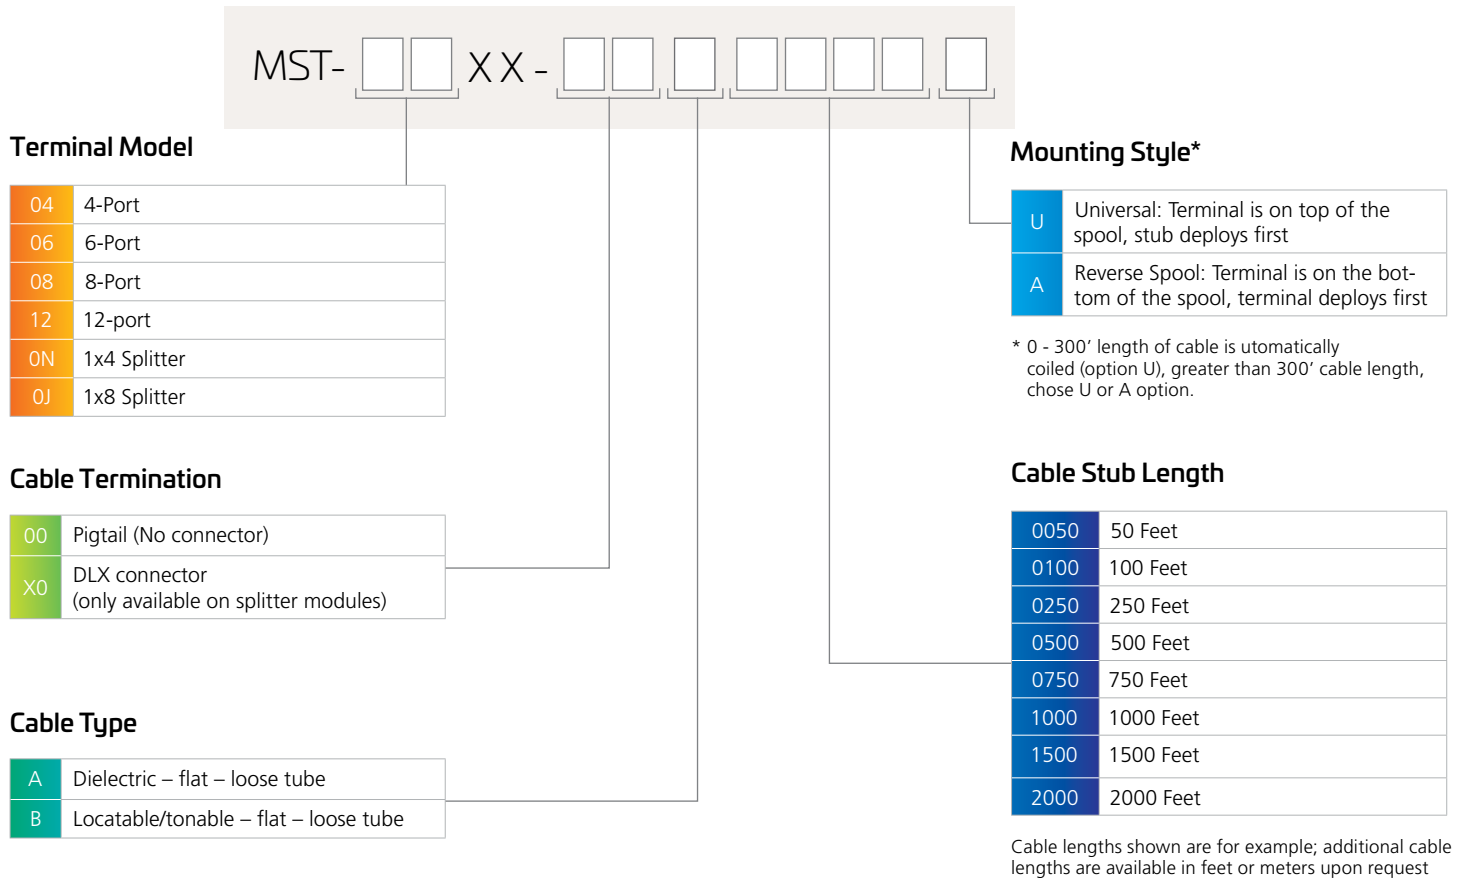 MST- XX -
Terminal Model
04 4-Port
06 6-Port
08 8-Port
12 12-port
0N 1x4 Splitter
0J 1x8 Splitter
Cable Termination
00 Pigtail (No connector)
X0 DLX connector
(only available on splitter modules)
Cable Type
A Dielectric – flat – loose tube
B Locatable/tonable – flat – loose tube
Mounting Style*
U Universal: Terminal is on top of the
spool, stub deploys first
A Reverse Spool: Terminal is on the bot-
tom of the spool, terminal deploys first
* 0 - 300’ length of cable is utomatically
coiled (option U), greater than 300’ cable length,
chose U or A option.
Cable Stub Length
0050 50 Feet
0100 100 Feet
0250 250 Feet
0500 500 Feet
0750 750 Feet
1000 1000 Feet
1500 1500 Feet
2000 2000 Feet
Cable lengths shown are for example; additional cable
lengths are available in feet or meters upon request